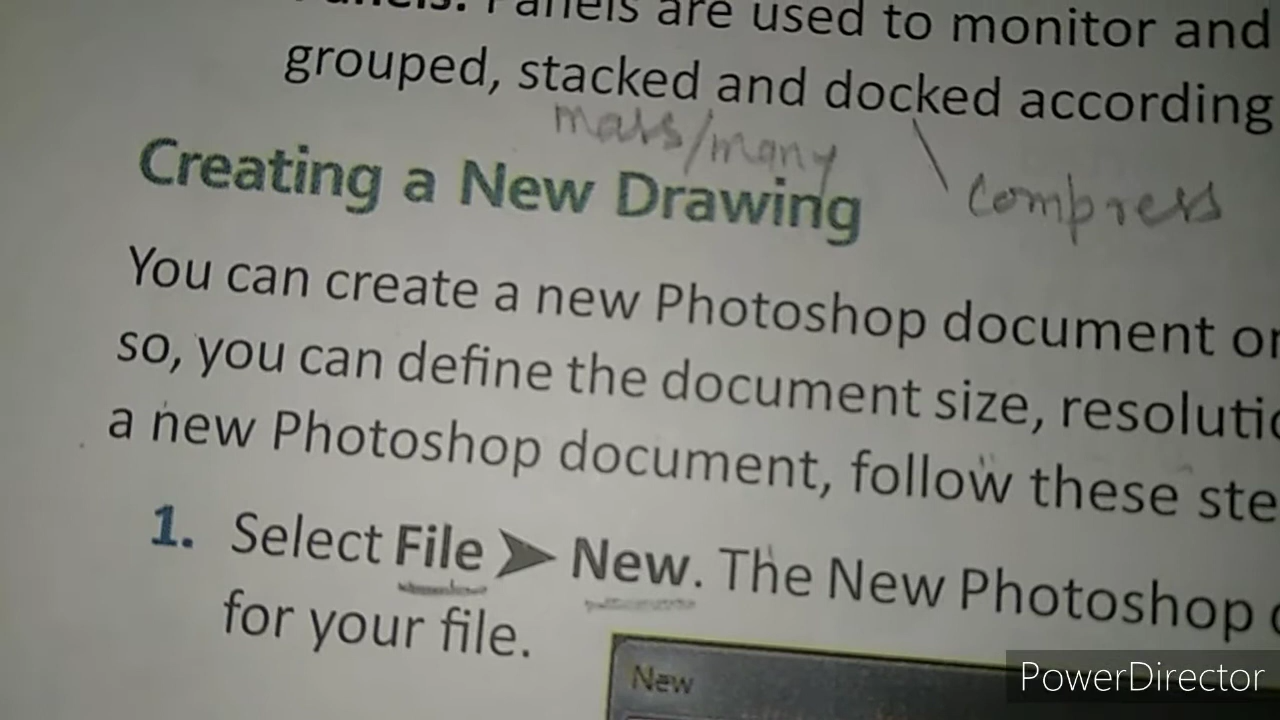 Panels. Panels are used to monitor and
grouped, stacked and docked according
mass/many
compress
Creating a New Drawing
You can create a new Photoshop document or
so, you can define the document size,
a new Photoshop document, follow these
1. Select File ➤ New. The New Photoshop
for your file.
New
PowerDirector